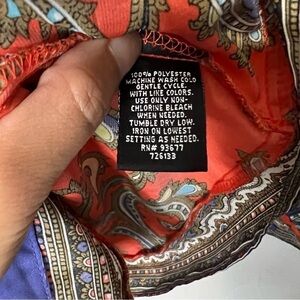 100% POLYESTER
MACHINE WASH COLD
GENTLE CYCLE.
WITH LIKE COLORS.
USE ONLY NON-
CHLORINE BLEACH
WHEN NEEDED.
TUMBLE DRY LOW.
IRON ON LOWEST
SETTING AS NEEDED.
RN# 93677
726133